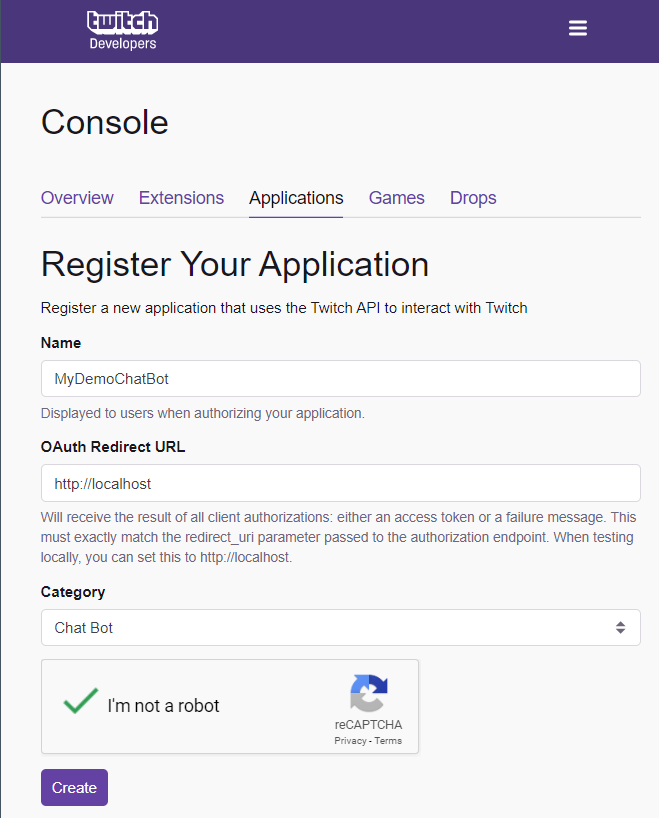 twitch
Developers
Console
Overview Extensions Applications Games Drops
Register Your Application
Register a new application that uses the Twitch API to interact with Twitch
Name
MyDemoChatBot
Displayed to users when authorizing your application.
OAuth Redirect URL
http://localhost
Will receive the result of all client authorizations: either an access token or a failure message. This
must exactly match the redirect_uri parameter passed to the authorization endpoint. When testing
locally, you can set this to http://localhost.
Category
Chat Bot
I'm not a robot
reCAPTCHA
Privacy - Terms
Create